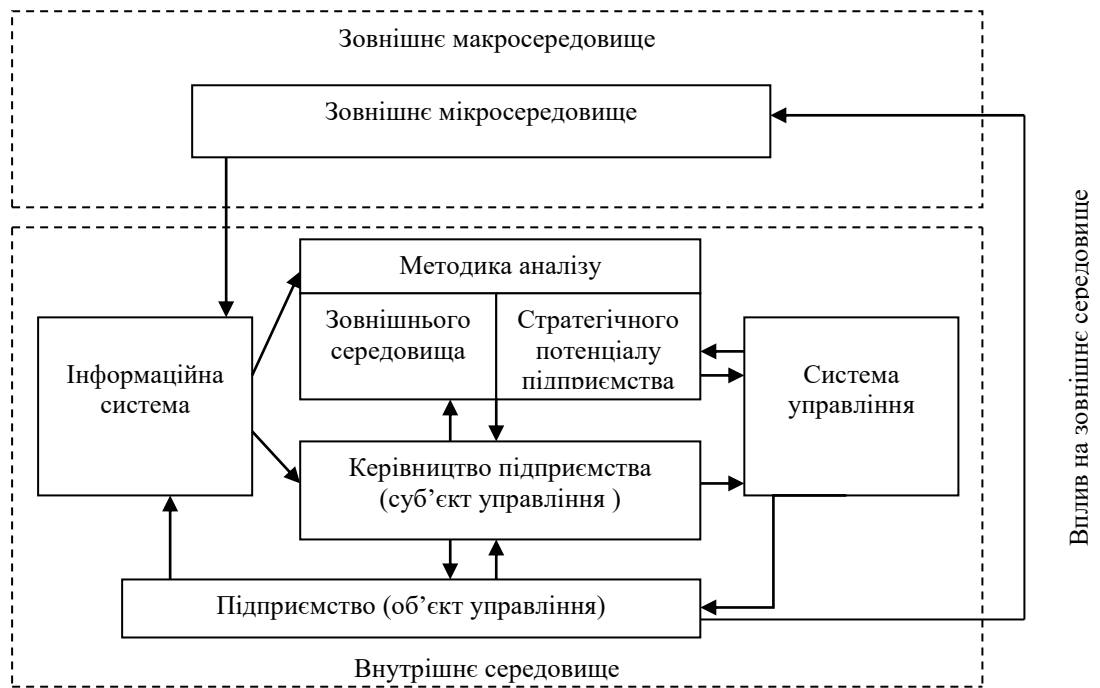 Зовнішнє макросередовище
Зовнішнє мікросередовище
Методика аналізу
Зовнішнього
середовища
Стратегічного
потенціалу
підприємства
Інформаційна
система
Система
управління
Керівництво підприємства
(суб’єкт управління )
Підприємство (об’єкт управління)
Внутрішнє середовище
Вплив на зовнішнє середовище